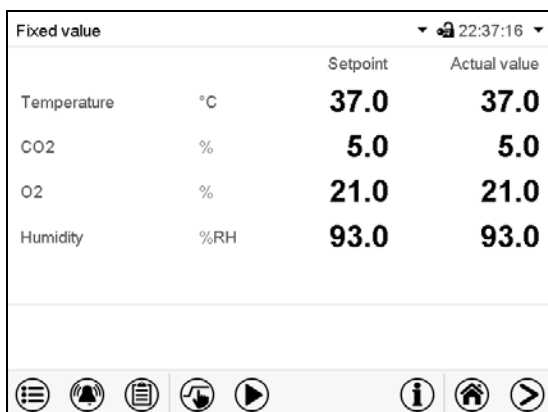 Fixed value 22:37:16
Setpoint Actual value
Temperature °C 37.0 37.0
CO2 % 5.0 5.0
O2 % 21.0 21.0
Humidity %RH 93.0 93.0